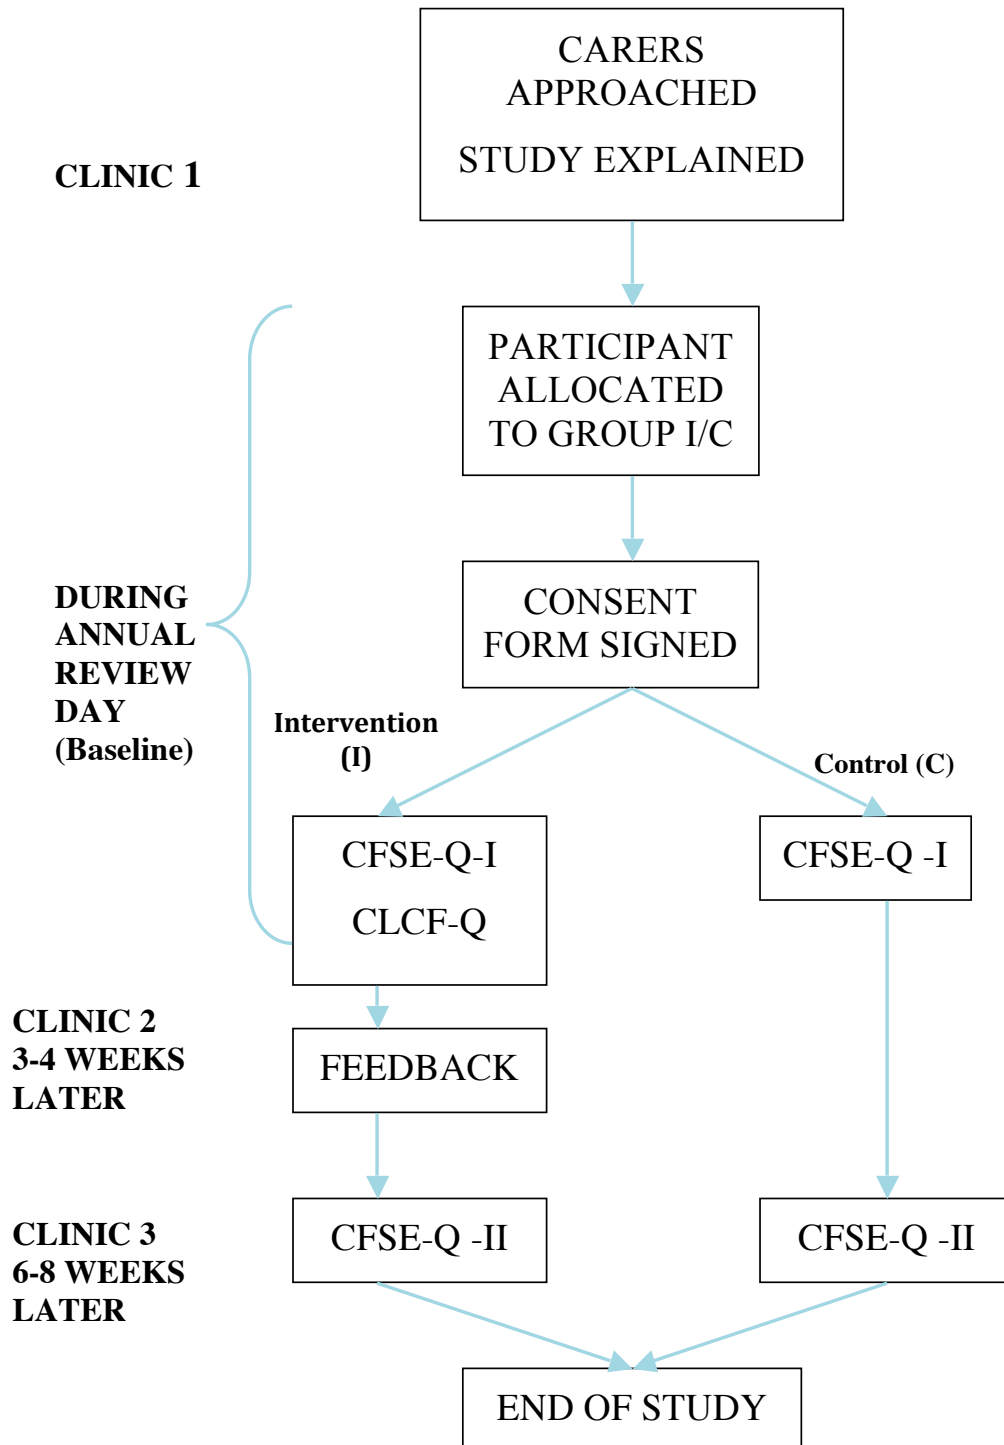 CARERS
APPROACHED
STUDY EXPLAINED
CLINIC 1
PARTICIPANT
ALLOCATED
TO GROUP I/C
CONSENT
FORM SIGNED
DURING
ANNUAL
REVIEW
DAY
(Baseline)
Intervention
(I)
Control (C)
CFSE-Q-I
CLCF-Q
CFSE-Q -I
CLINIC 2
3-4 WEEKS
LATER
FEEDBACK
CLINIC 3
6-8 WEEKS
LATER
CFSE-Q -II
CFSE-Q -II
END OF STUDY